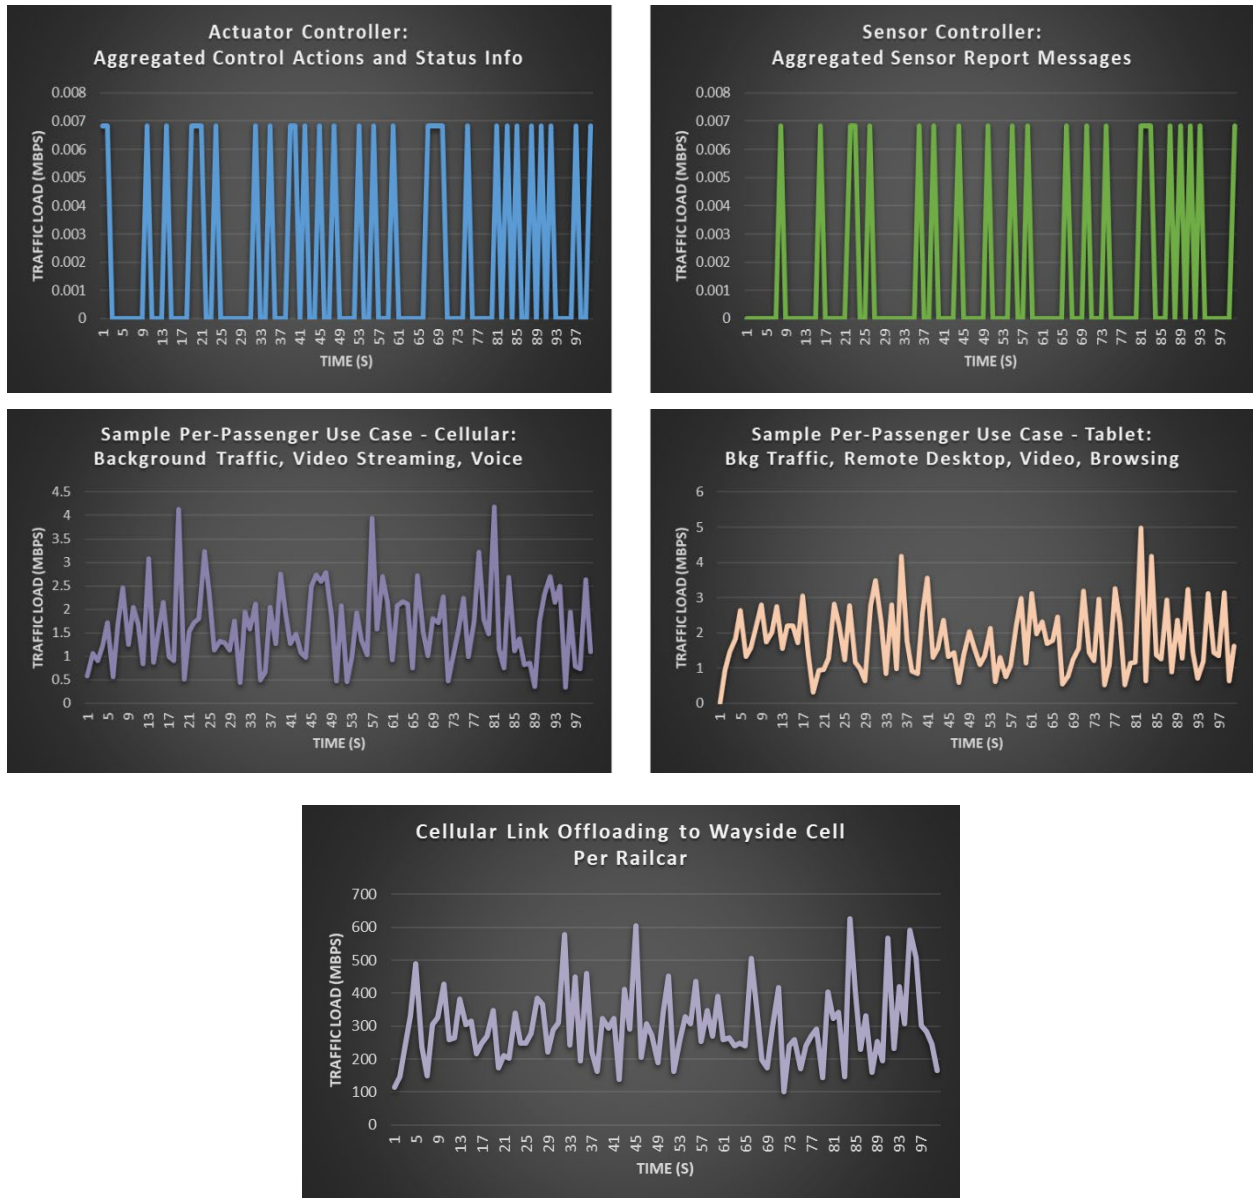 Actuator Controller:
Aggregated Control Actions and Status Info
TRAFFIC LOAD (MBPS)
0.008
0.007
0.006
0.005
0.004
0.003
0.002
0.001
0
1 5 9 13 17 21 25 29 33 37 41 45 49 53 57 61 65 69 73 77 81 85 89 93 97
TIME (S)
Sensor Controller:
Aggregated Sensor Report Messages
TRAFFIC LOAD (MBPS)
0.008
0.007
0.006
0.005
0.004
0.003
0.002
0.001
0
1 5 9 13 17 21 25 29 33 37 41 45 49 53 57 61 65 69 73 77 81 85 89 93 97
TIME (S)
Sample Per-Passenger Use Case - Cellular:
Background Traffic, Video Streaming, Voice
TRAFFIC LOAD (MBPS)
4.5
4
3.5
3
2.5
2
1.5
1
0.5
0
1 5 9 13 17 21 25 29 33 37 41 45 49 53 57 61 65 69 73 77 81 85 89 93 97
TIME (S)
Sample Per-Passenger Use Case - Tablet:
Bkg Traffic, Remote Desktop, Video, Browsing
TRAFFIC LOAD (MBPS)
6
5
4
3
2
1
0
1 5 9 13 17 21 25 29 33 37 41 45 49 53 57 61 65 69 73 77 81 85 89 93 97
TIME (S)
Cellular Link Offloading to Wayside Cell
Per Railcar
TRAFFIC LOAD (MBPS)
700
600
500
400
300
200
100
0
1 5 9 13 17 21 25 29 33 37 41 45 49 53 57 61 65 69 73 77 81 85 89 93 97
TIME (S)